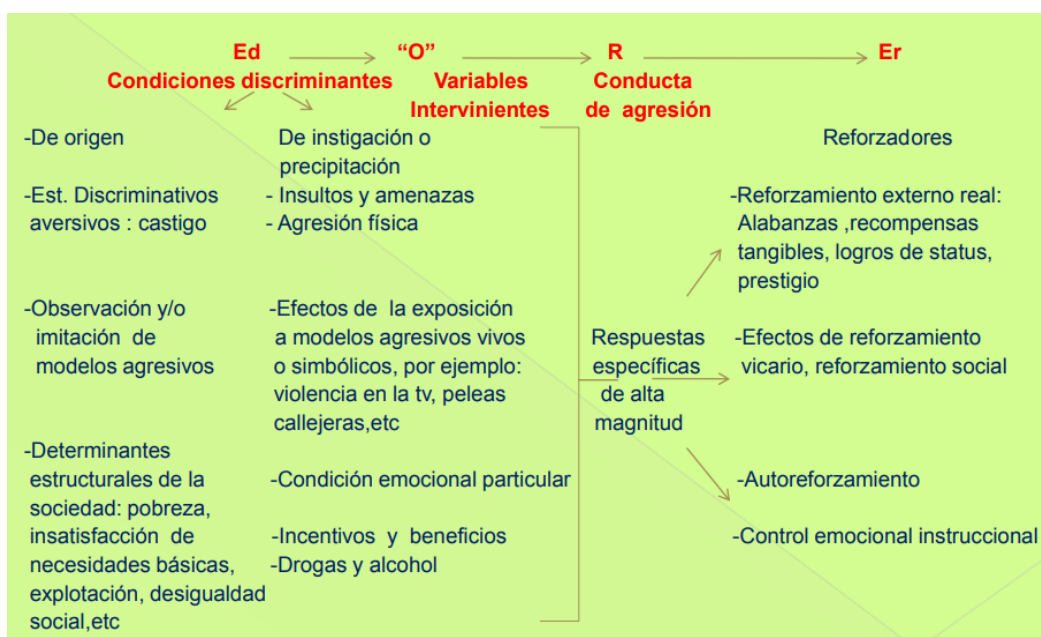 Ed “O” R Er
Condiciones discriminantes Variables Conducta
Intervinientes de agresión
-De origen
-Est. Discriminativos
aversivos : castigo
-Observación y/o
imitación de
modelos agresivos
-Determinantes
estructurales de la
sociedad: pobreza,
insatisfacción de
necesidades básicas,
explotación, desigualdad
social,etc
De instigación o
precipitación
- Insultos y amenazas
- Agresión física
-Efectos de la exposición
a modelos agresivos vivos
o simbólicos, por ejemplo:
violencia en la tv, peleas
callejeras,etc
-Condición emocional particular
-Incentivos y beneficios
-Drogas y alcohol
Respuestas
específicas
de alta
magnitud
Reforzadores
-Reforzamiento externo real:
Alabanzas ,recompensas
tangibles, logros de status,
prestigio
-Efectos de reforzamiento
vicario, reforzamiento social
-Autoreforzamiento
-Control emocional instruccional